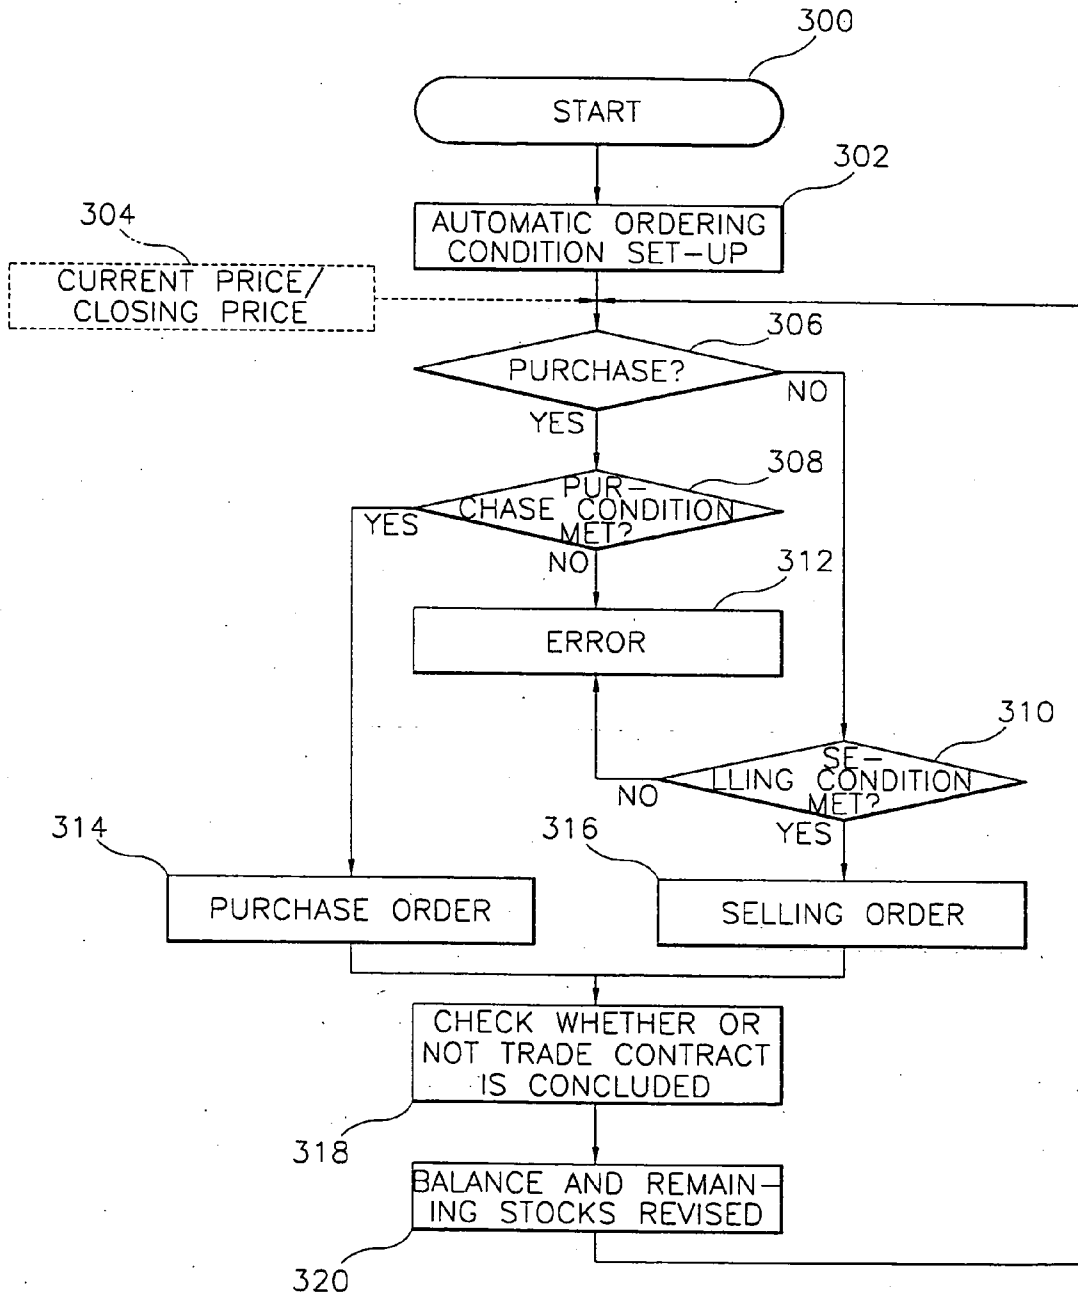 300
START
302
AUTOMATIC ORDERING
CONDITION SET-UP
304
CURRENT PRICE/
CLOSING PRICE
306
PURCHASE?
NO
YES
308
PUR-
CHASE CONDITION
MET?
YES
NO
312
ERROR
310
SE-
LLING CONDITION
MET?
NO
YES
314
PURCHASE ORDER
316
SELLING ORDER
CHECK WHETHER OR
NOT TRADE CONTRACT
IS CONCLUDED
318
BALANCE AND REMAIN-
ING STOCKS REVISED
320